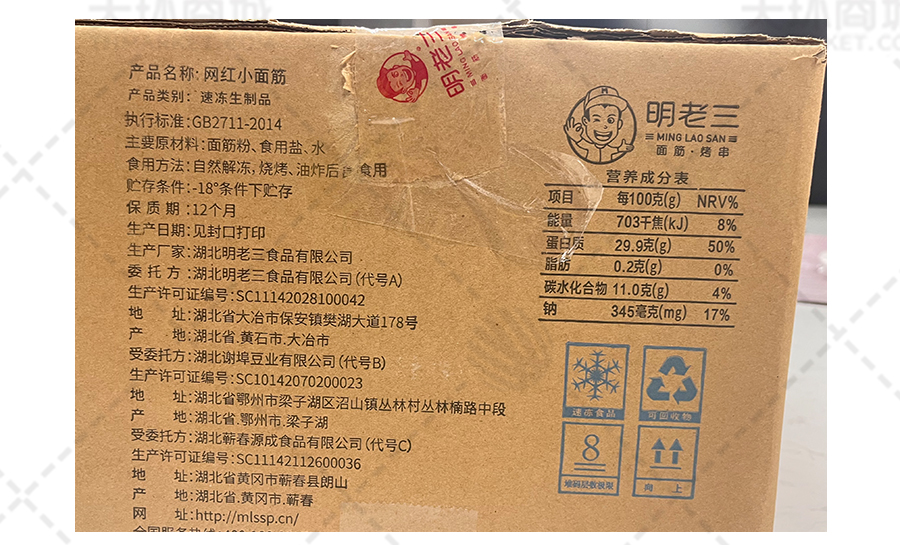 产品名称: 网红小面筋
产品类别: 速冻生制品
执行标准:GB2711-2014
主要原材料: 面筋粉、食用盐、水
食用方法: 自然解冻, 烧烤、油炸后 食用
贮存条件:-18°条件下贮存
保 质 期 :12个月
生产日期: 见封口打印
生产厂家: 湖北明老三食品有限公司
委 托 方: 湖北明老三食品有限公司 (代号A)
生产许可证编号: SC11142028100042
地 址: 湖北省大冶市保安镇樊湖大道178号
产 地: 湖北省.黄石市.大冶市
受委托方: 湖北谢埠豆业有限公司 (代号B)
生产许可证编号: SC10142070200023
地 址: 湖北省鄂州市梁子湖区沼山镇丛林村丛林楠路中段
产 地: 湖北省.鄂州市.梁子湖
受委托方: 湖北蕲春源成食品有限公司 (代号C)
生产许可证编号: SC11142112600036
地 址: 湖北省黄冈市蕲春县朗山
产 地: 湖北省.黄冈市.蕲春
网 址:http://mlssp.cn/
全国服务热线:
明老三
MING LAO
明老三
MING LAO SAN
面筋·烤串
营养成分表
项目 每100克(g) NRV%
能量 703千焦(kJ) 8%
蛋白质 29.9克(g) 50%
脂肪 0.2克(g) 0%
碳水化合物 11.0克(g) 4%
钠 345毫克(mg) 17%
速冻食品
可回收物
8
堆码层数极限
向 上